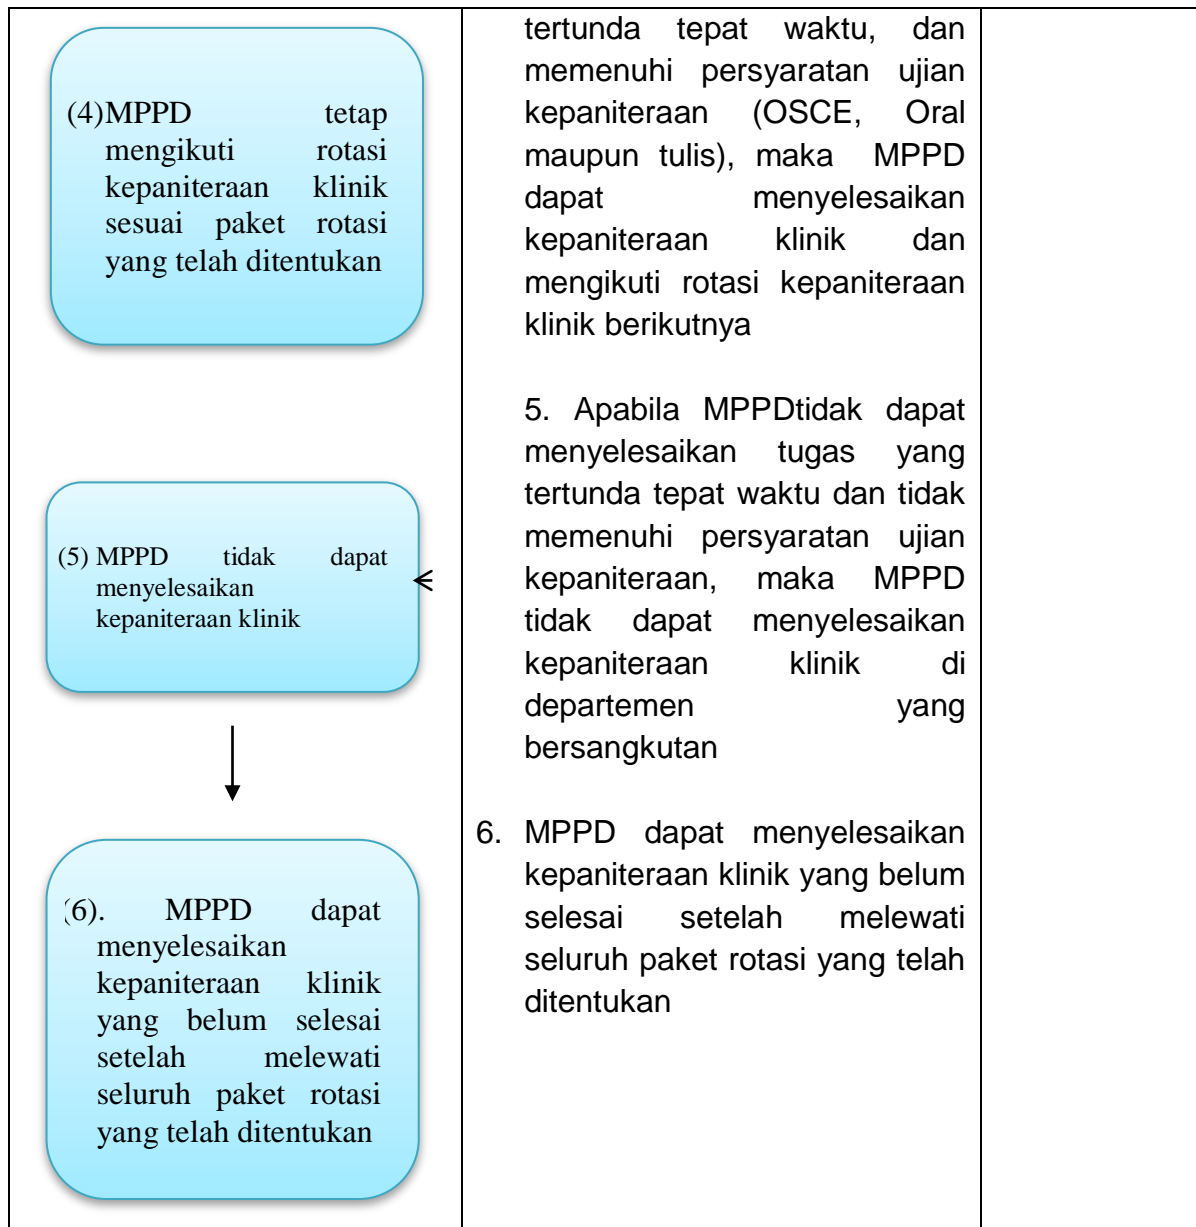 (4)MPPD tetap
mengikuti rotasi
kepaniteraan klinik
sesuai paket rotasi
yang telah ditentukan
(5) MPPD tidak dapat
menyelesaikan
kepaniteraan klinik
(6). MPPD dapat
menyelesaikan
kepaniteraan klinik
yang belum selesai
setelah melewati
seluruh paket rotasi
yang telah ditentukan
tertunda tepat waktu, dan
memenuhi persyaratan ujian
kepaniteraan (OSCE, Oral
maupun tulis), maka MPPD
dapat menyelesaikan
kepaniteraan klinik dan
mengikuti rotasi kepaniteraan
klinik berikutnya
5. Apabila MPPDtidak dapat
menyelesaikan tugas yang
tertunda tepat waktu dan tidak
memenuhi persyaratan ujian
kepaniteraan, maka MPPD
tidak dapat menyelesaikan
kepaniteraan klinik di
departemen yang
bersangkutan
6. MPPD dapat menyelesaikan
kepaniteraan klinik yang belum
selesai setelah melewati
seluruh paket rotasi yang telah
ditentukan